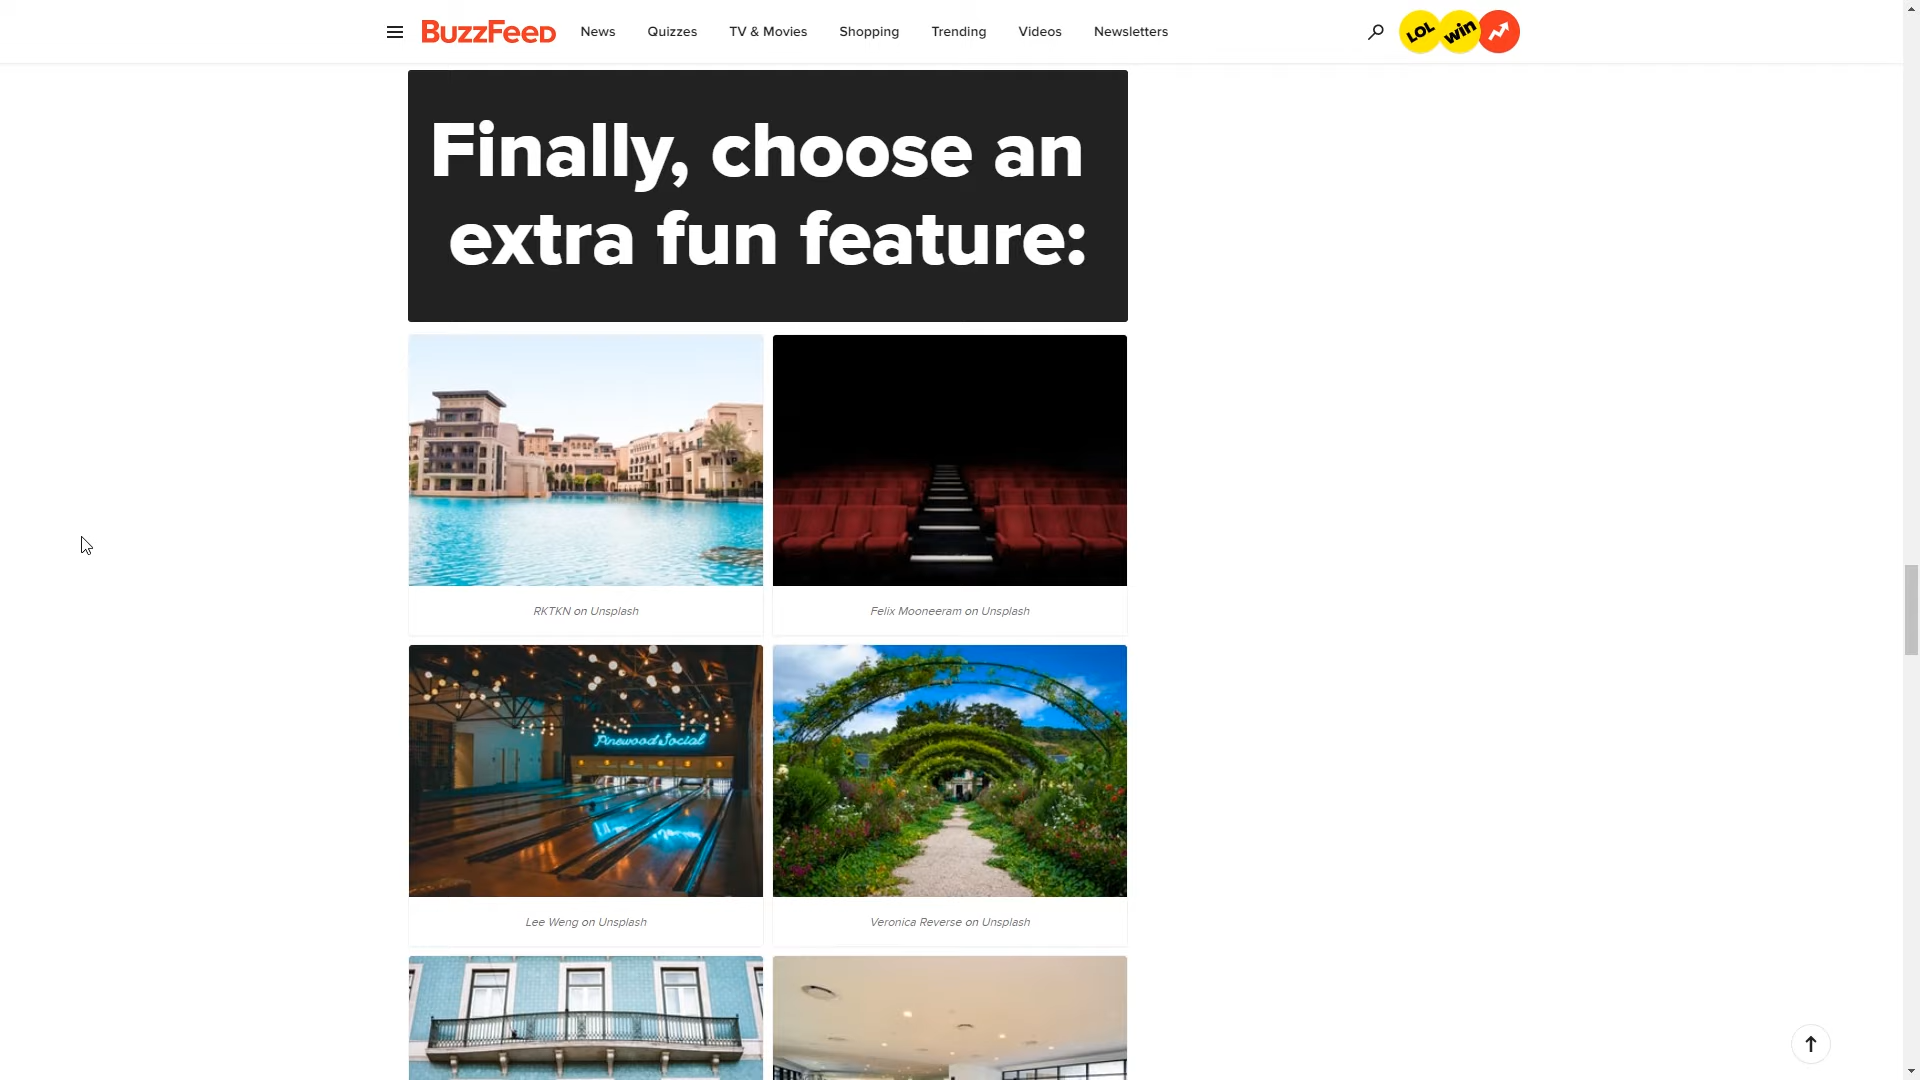 BuzzFeed
News
Quizzes
TV & Movies
Shopping
Trending
Videos
Newsletters
LOL
win
Finally, choose an
extra fun feature:
RKTKN on Unsplash
Felix Mooneeram on Unsplash
Pinewood Social
Lee Weng on Unsplash
Veronica Reverse on Unsplash